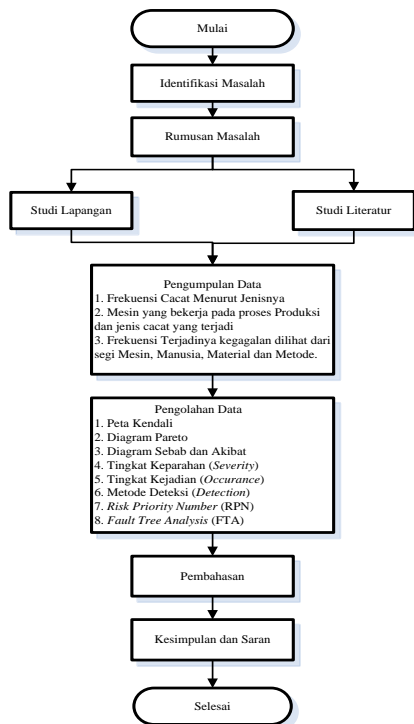 Mulai
Identifikasi Masalah
Rumusan Masalah
Studi Lapangan
Studi Literatur
Pengumpulan Data
1. Frekuensi Cacat Menurut Jenisnya
2. Mesin yang bekerja pada proses Produksi
dan jenis cacat yang terjadi
3. Frekuensi Terjadinya kegagalan dilihat dari
segi Mesin, Manusia, Material dan Metode.
Pengolahan Data
1. Peta Kendali
2. Diagram Pareto
3. Diagram Sebab dan Akibat
4. Tingkat Keparahan (Severity)
5. Tingkat Kejadian (Occurance)
6. Metode Deteksi (Detection)
7. Risk Priority Number (RPN)
8. Fault Tree Analysis (FTA)
Pembahasan
Kesimpulan dan Saran
Selesai